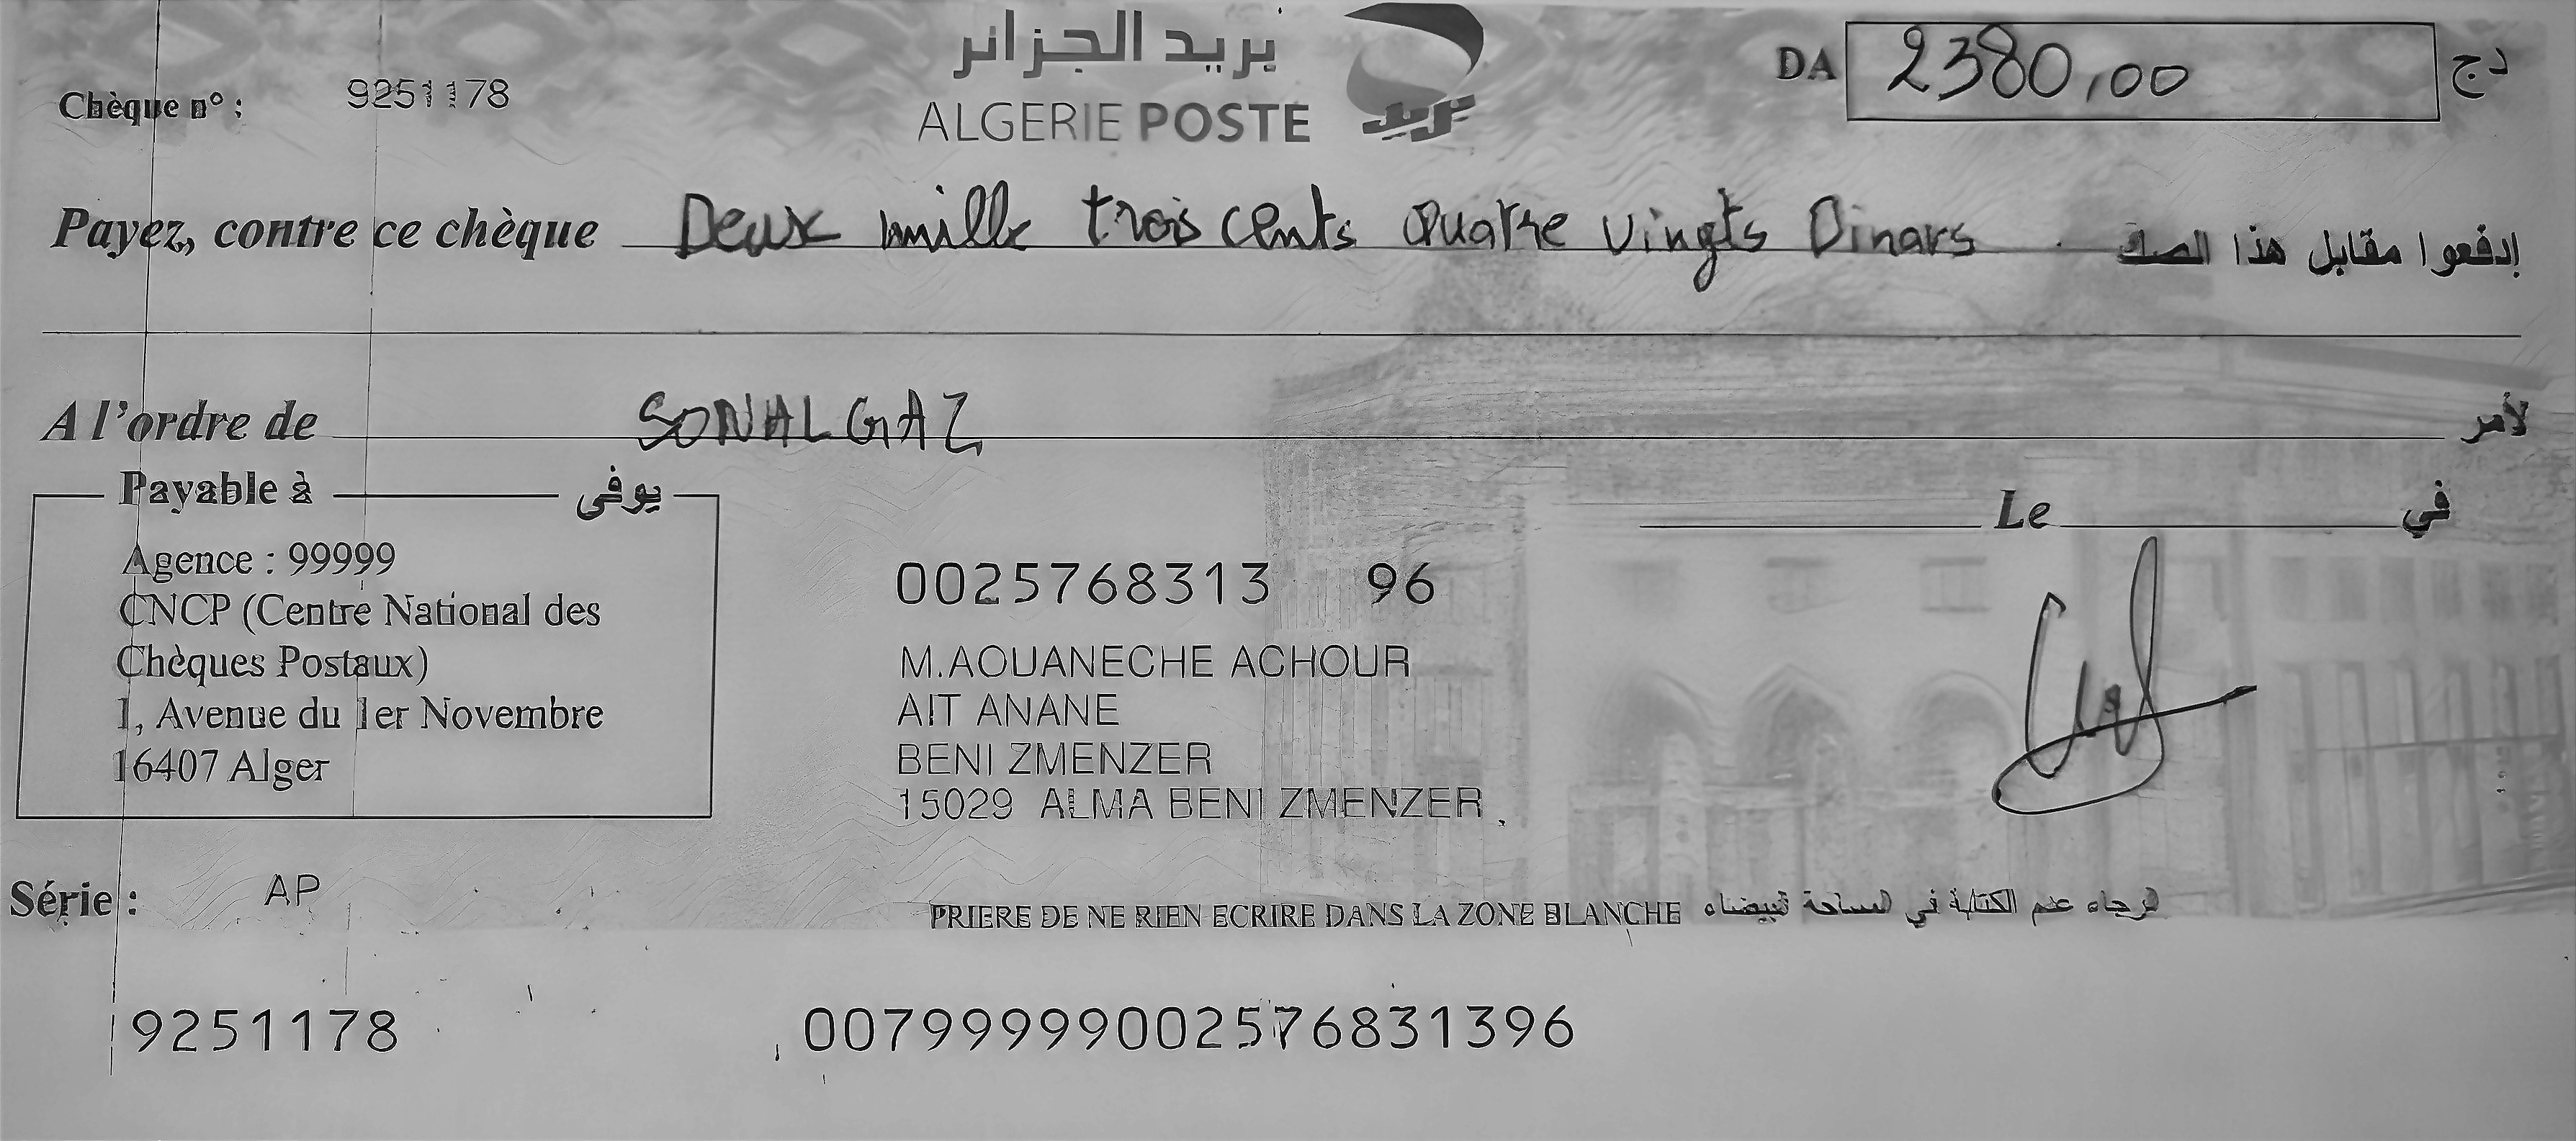 بريد الجزائر
ALGERIE POSTE
بريد
Chèque n° : 9251178
DA 2380,00 دج
Payez, contre ce chèque Deux mille trois cents quatre vingts Dinars إدفعوا مقابل هذا الصك
A l'ordre de SONALGAZ لأمر
Payable à يوفى
Le في
Agence : 99999
CNCP (Centre National des
Chèques Postaux)
1, Avenue du 1er Novembre
16407 Alger
0025768313 96
M.AOUANECHE ACHOUR
AIT ANANE
BENI ZMENZER
15029 ALMA BENI ZMENZER
Série : AP
PRIERE DE NE RIEN ECRIRE DANS LA ZONE BLANCHE الرجاء عدم الكتابة في المساحة البيضاء
9251178 00799999002576831396